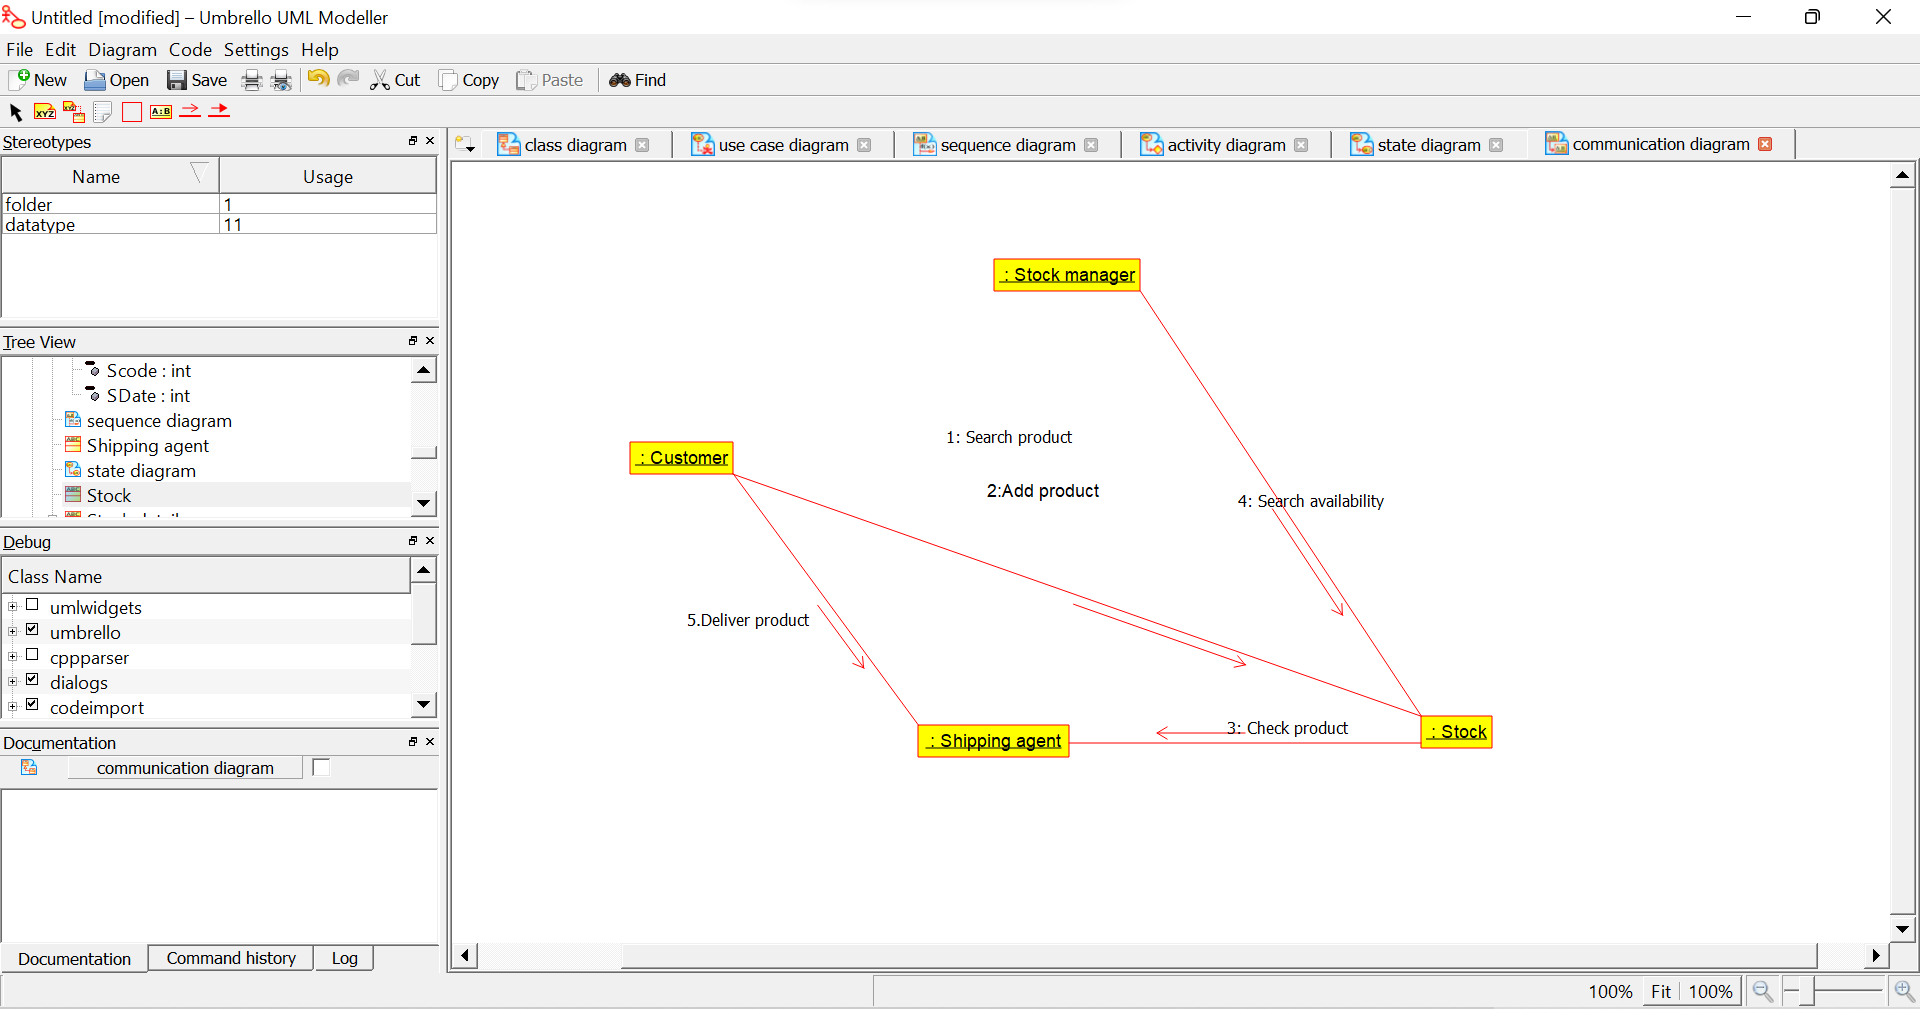 Untitled [modified] – Umbrello UML Modeller
File Edit Diagram Code Settings Help
New Open Save Cut Copy Paste Find
XYZ XYZ A:B
Stereotypes
Name Usage
folder 1
datatype 11
Tree View
Scode : int
SDate : int
sequence diagram
Shipping agent
state diagram
Stock
Debug
Class Name
umlwidgets
umbrello
cppparser
dialogs
codeimport
Documentation
communication diagram
Documentation Command history Log
class diagram use case diagram sequence diagram activity diagram state diagram communication diagram
: Stock manager
1: Search product
: Customer
2:Add product
4: Search availability
5.Deliver product
3: Check product
: Stock
: Shipping agent
100% Fit 100%